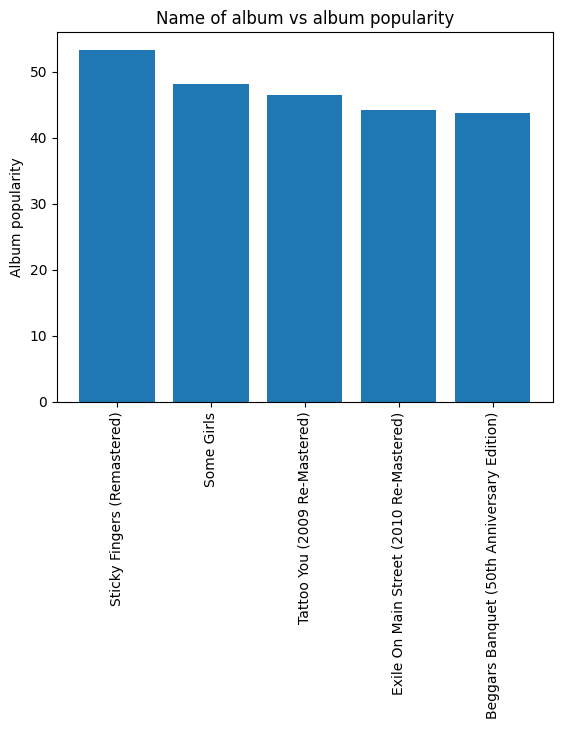 Name of album vs album popularity
Album popularity
50
40
30
20
10
0
Sticky Fingers (Remastered)
Some Girls
Tattoo You (2009 Re-Mastered)
Exile On Main Street (2010 Re-Mastered)
Beggars Banquet (50th Anniversary Edition)